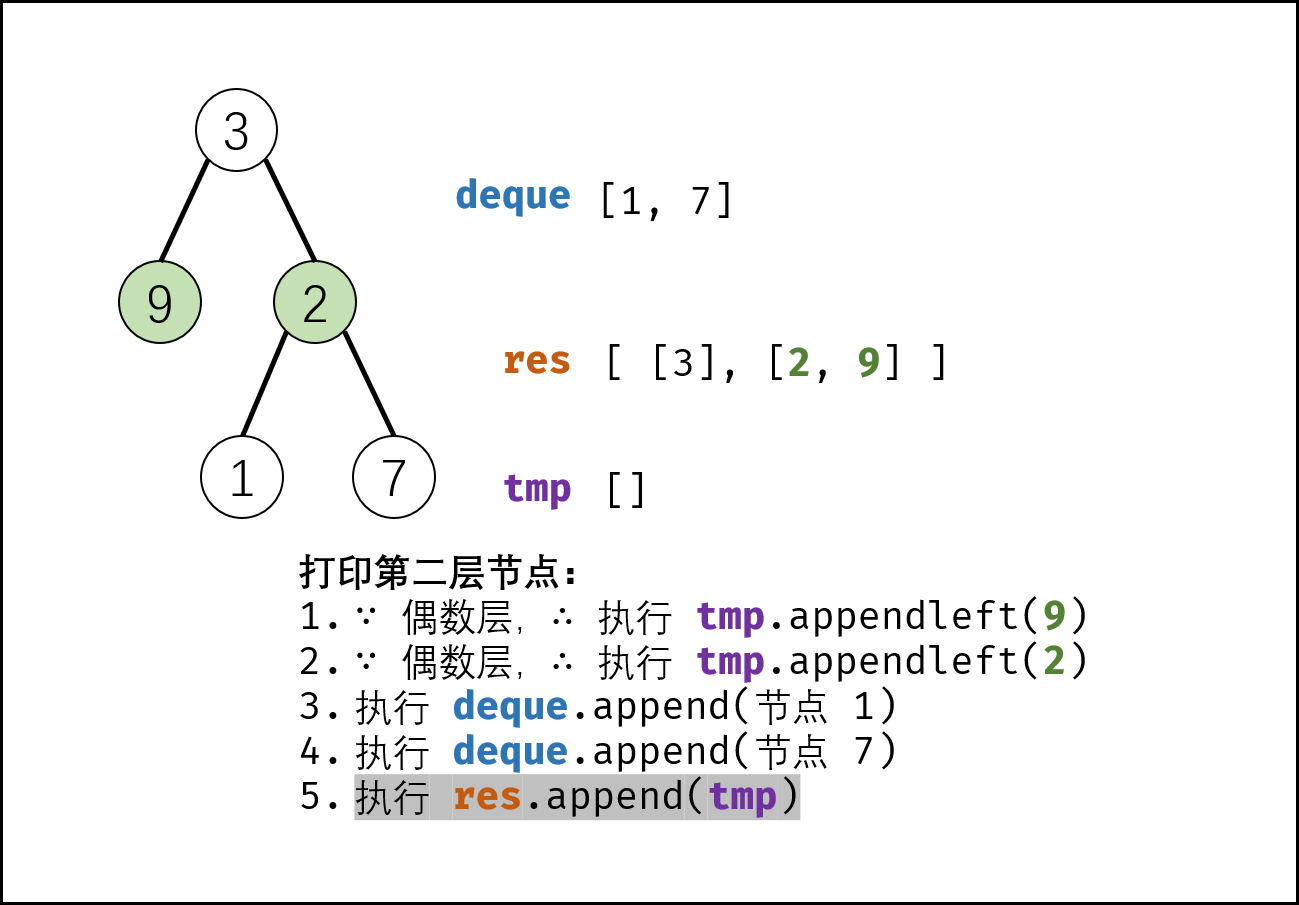 3
deque [1, 7]
9 2
res [ [3], [2, 9] ]
1 7
tmp []
打印第二层节点：
1. ∵ 偶数层, ∴ 执行 tmp.appendleft(9)
2. ∵ 偶数层, ∴ 执行 tmp.appendleft(2)
3. 执行 deque.append(节点 1)
4. 执行 deque.append(节点 7)
5. 执行 res.append(tmp)